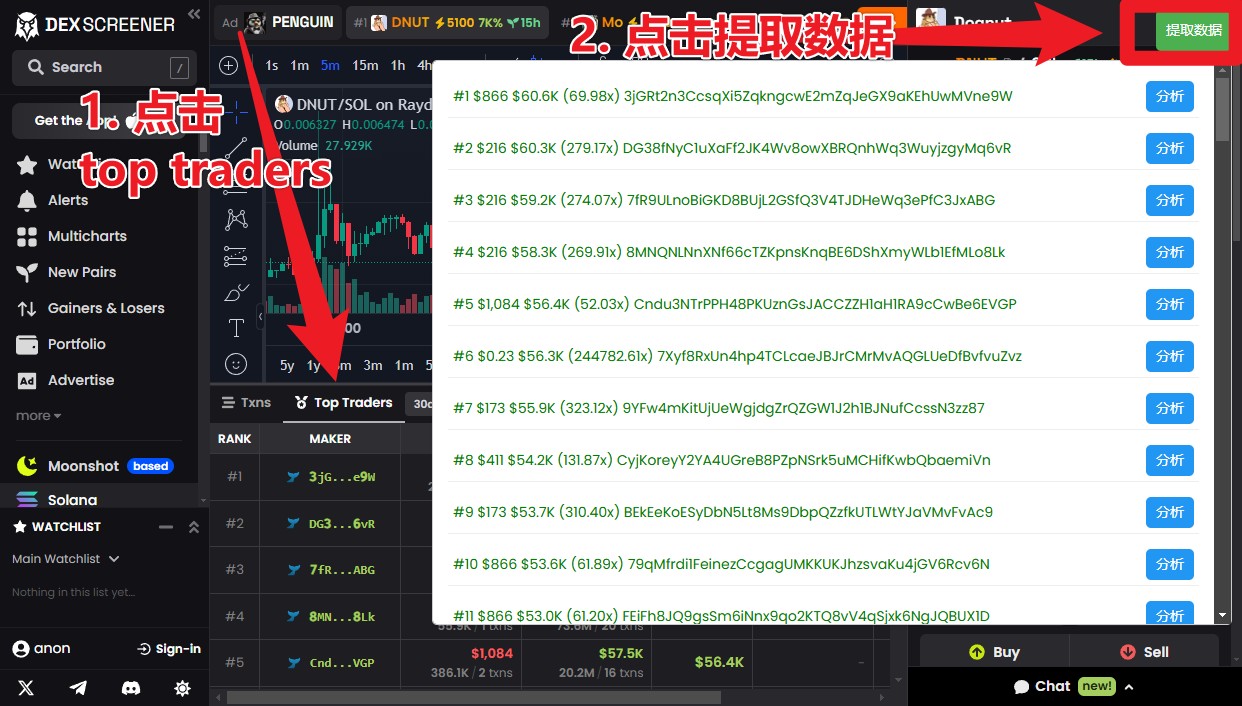 DEX SCREENER
Search
/
Get the App
Watchlist
Alerts
Multicharts
New Pairs
Gainers & Losers
Portfolio
Ad Advertise
more
Moonshot based
Solana
WATCHLIST
Main Watchlist
Nothing in this list yet...
anon
Sign-in
Ad PENGUIN
#1 DNUT 5100 7K% 15h
Mo
2. 点击提取数据
提取数据
1. 点击
top traders
1s 1m 5m 15m 1h 4h
DNUT/SOL on Rayd
O0.006327 H0.006474 L0.0
Volume 27.929K
5y 1y 3m 1m 5
Txns
Top Traders
30d
RANK MAKER
#1 3jG...e9W
#2 DG3...6vR
#3 7fR...ABG
#4 8MN...8Lk
#5 Cnd...VGP
$1,084 $57.5K $56.4K -
386.1K / 2 txns 20.2M / 16 txns
#1 $866 $60.6K (69.98x) 3jGRt2n3CcsqXi5ZqkngcwE2mZqJeGX9aKEhUwMVne9W
分析
#2 $216 $60.3K (279.17x) DG38fNyC1uXaFf2JK4Wv8owXBRQnhWq3WuyjzgyMq6vR
分析
#3 $216 $59.2K (274.07x) 7fR9ULnoBiGKD8BUjL2GSfQ3V4TJDHeWq3ePfC3JxABG
分析
#4 $216 $58.3K (269.91x) 8MNQNLNnXNf66cTZKpnsKnqBE6DShXmyWLb1EfMLo8Lk
分析
#5 $1,084 $56.4K (52.03x) Cndu3NTrPPH48PKUznGsJACCZZH1aH1RA9cCwBe6EVGP
分析
#6 $0.23 $56.3K (244782.61x) 7Xyf8RxUn4hp4TCLcaeJBJrCMrMvAQGLUeDfBvfvuZvz
分析
#7 $173 $55.9K (323.12x) 9YFw4mKitUjUeWgjdgZrQZGW1J2h1BJNufCcssN3zz87
分析
#8 $411 $54.2K (131.87x) CyjKoreyY2YA4UGreB8PZpNSrk5uMCHifKwbQbaemiVn
分析
#9 $173 $53.7K (310.40x) BEkEeKoESyDbN5Lt8Ms9DbpQZzfkUTLWtYJaVMvFvAc9
分析
#10 $866 $53.6K (61.89x) 79qMfrdi1FeinezCcgagUMKKUKJhzsvaKu4jGV6Rcv6N
分析
#11 $866 $53.0K (61.20x) FEiFh8JQ9gsSm6iNnx9qo2KTQ8vV4qSjxk6NgJQBUX1D
分析
Buy
Sell
Chat new!